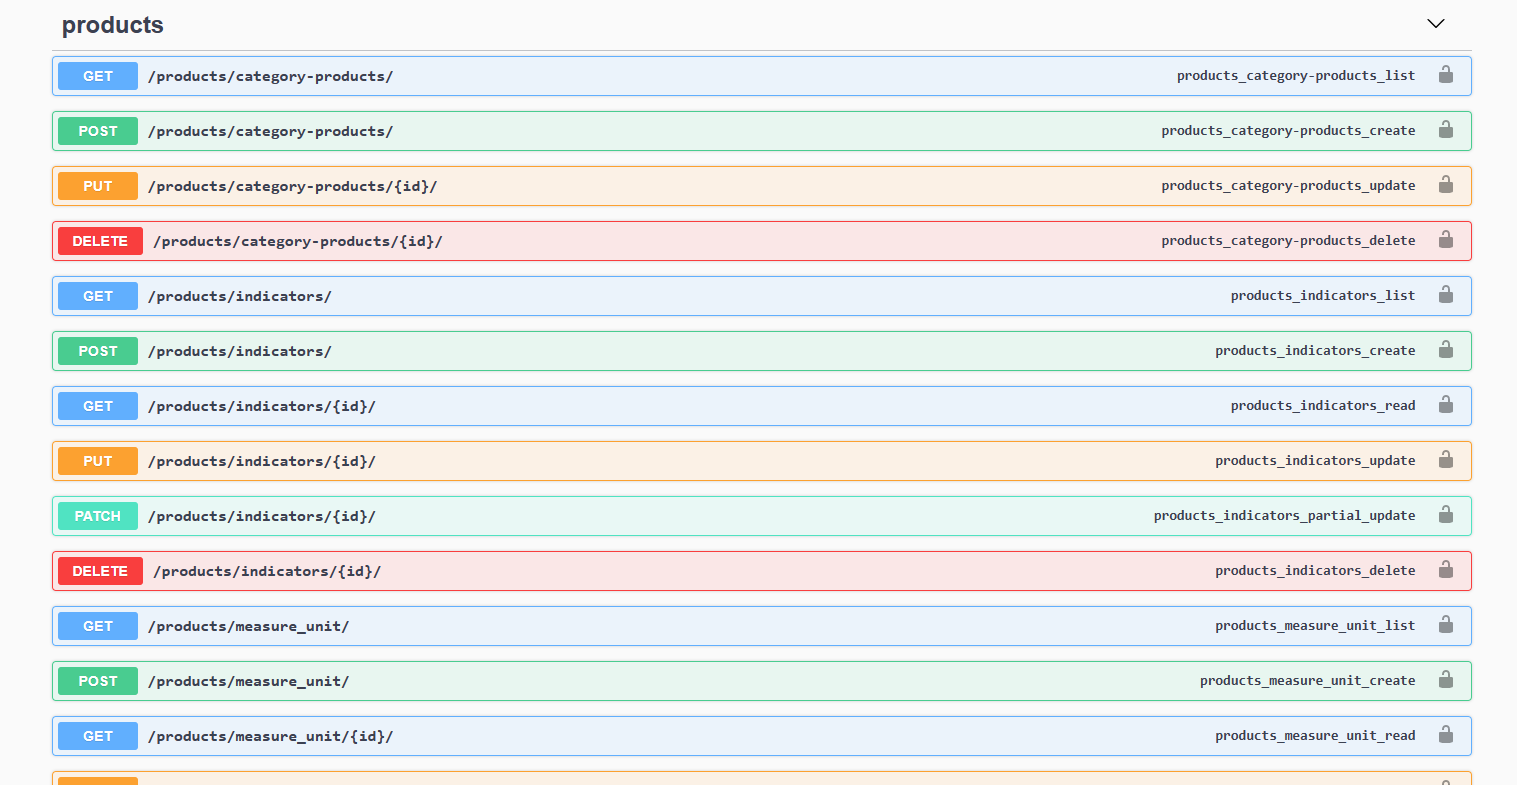 products
GET /products/category-products/ products_category-products_list
POST /products/category-products/ products_category-products_create
PUT /products/category-products/{id}/ products_category-products_update
DELETE /products/category-products/{id}/ products_category-products_delete
GET /products/indicators/ products_indicators_list
POST /products/indicators/ products_indicators_create
GET /products/indicators/{id}/ products_indicators_read
PUT /products/indicators/{id}/ products_indicators_update
PATCH /products/indicators/{id}/ products_indicators_partial_update
DELETE /products/indicators/{id}/ products_indicators_delete
GET /products/measure_unit/ products_measure_unit_list
POST /products/measure_unit/ products_measure_unit_create
GET /products/measure_unit/{id}/ products_measure_unit_read